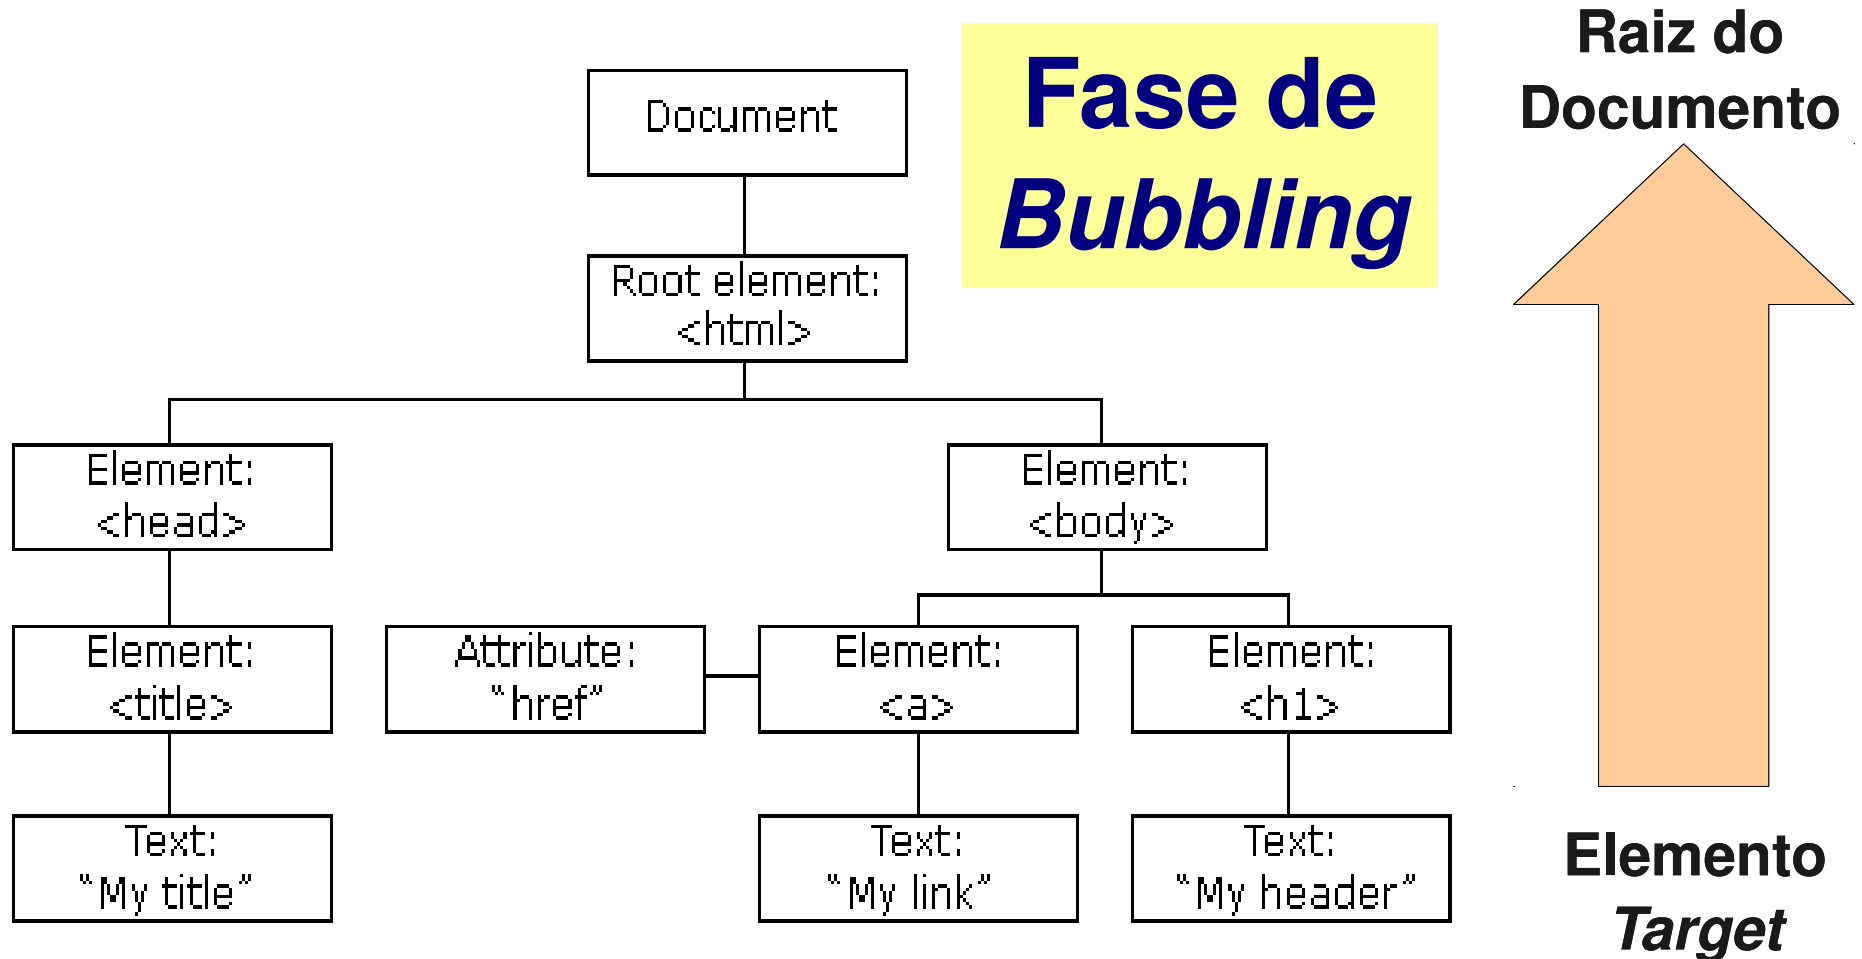 Raiz do
Documento
Fase de
Bubbling
Document
Root element:
<html>
Element:
<head>
Element:
<body>
Element:
<title>
Attribute:
“href”
Element:
<a>
Element:
<h1>
Text:
“My title”
Text:
“My link”
Text:
“My header”
Elemento
Target